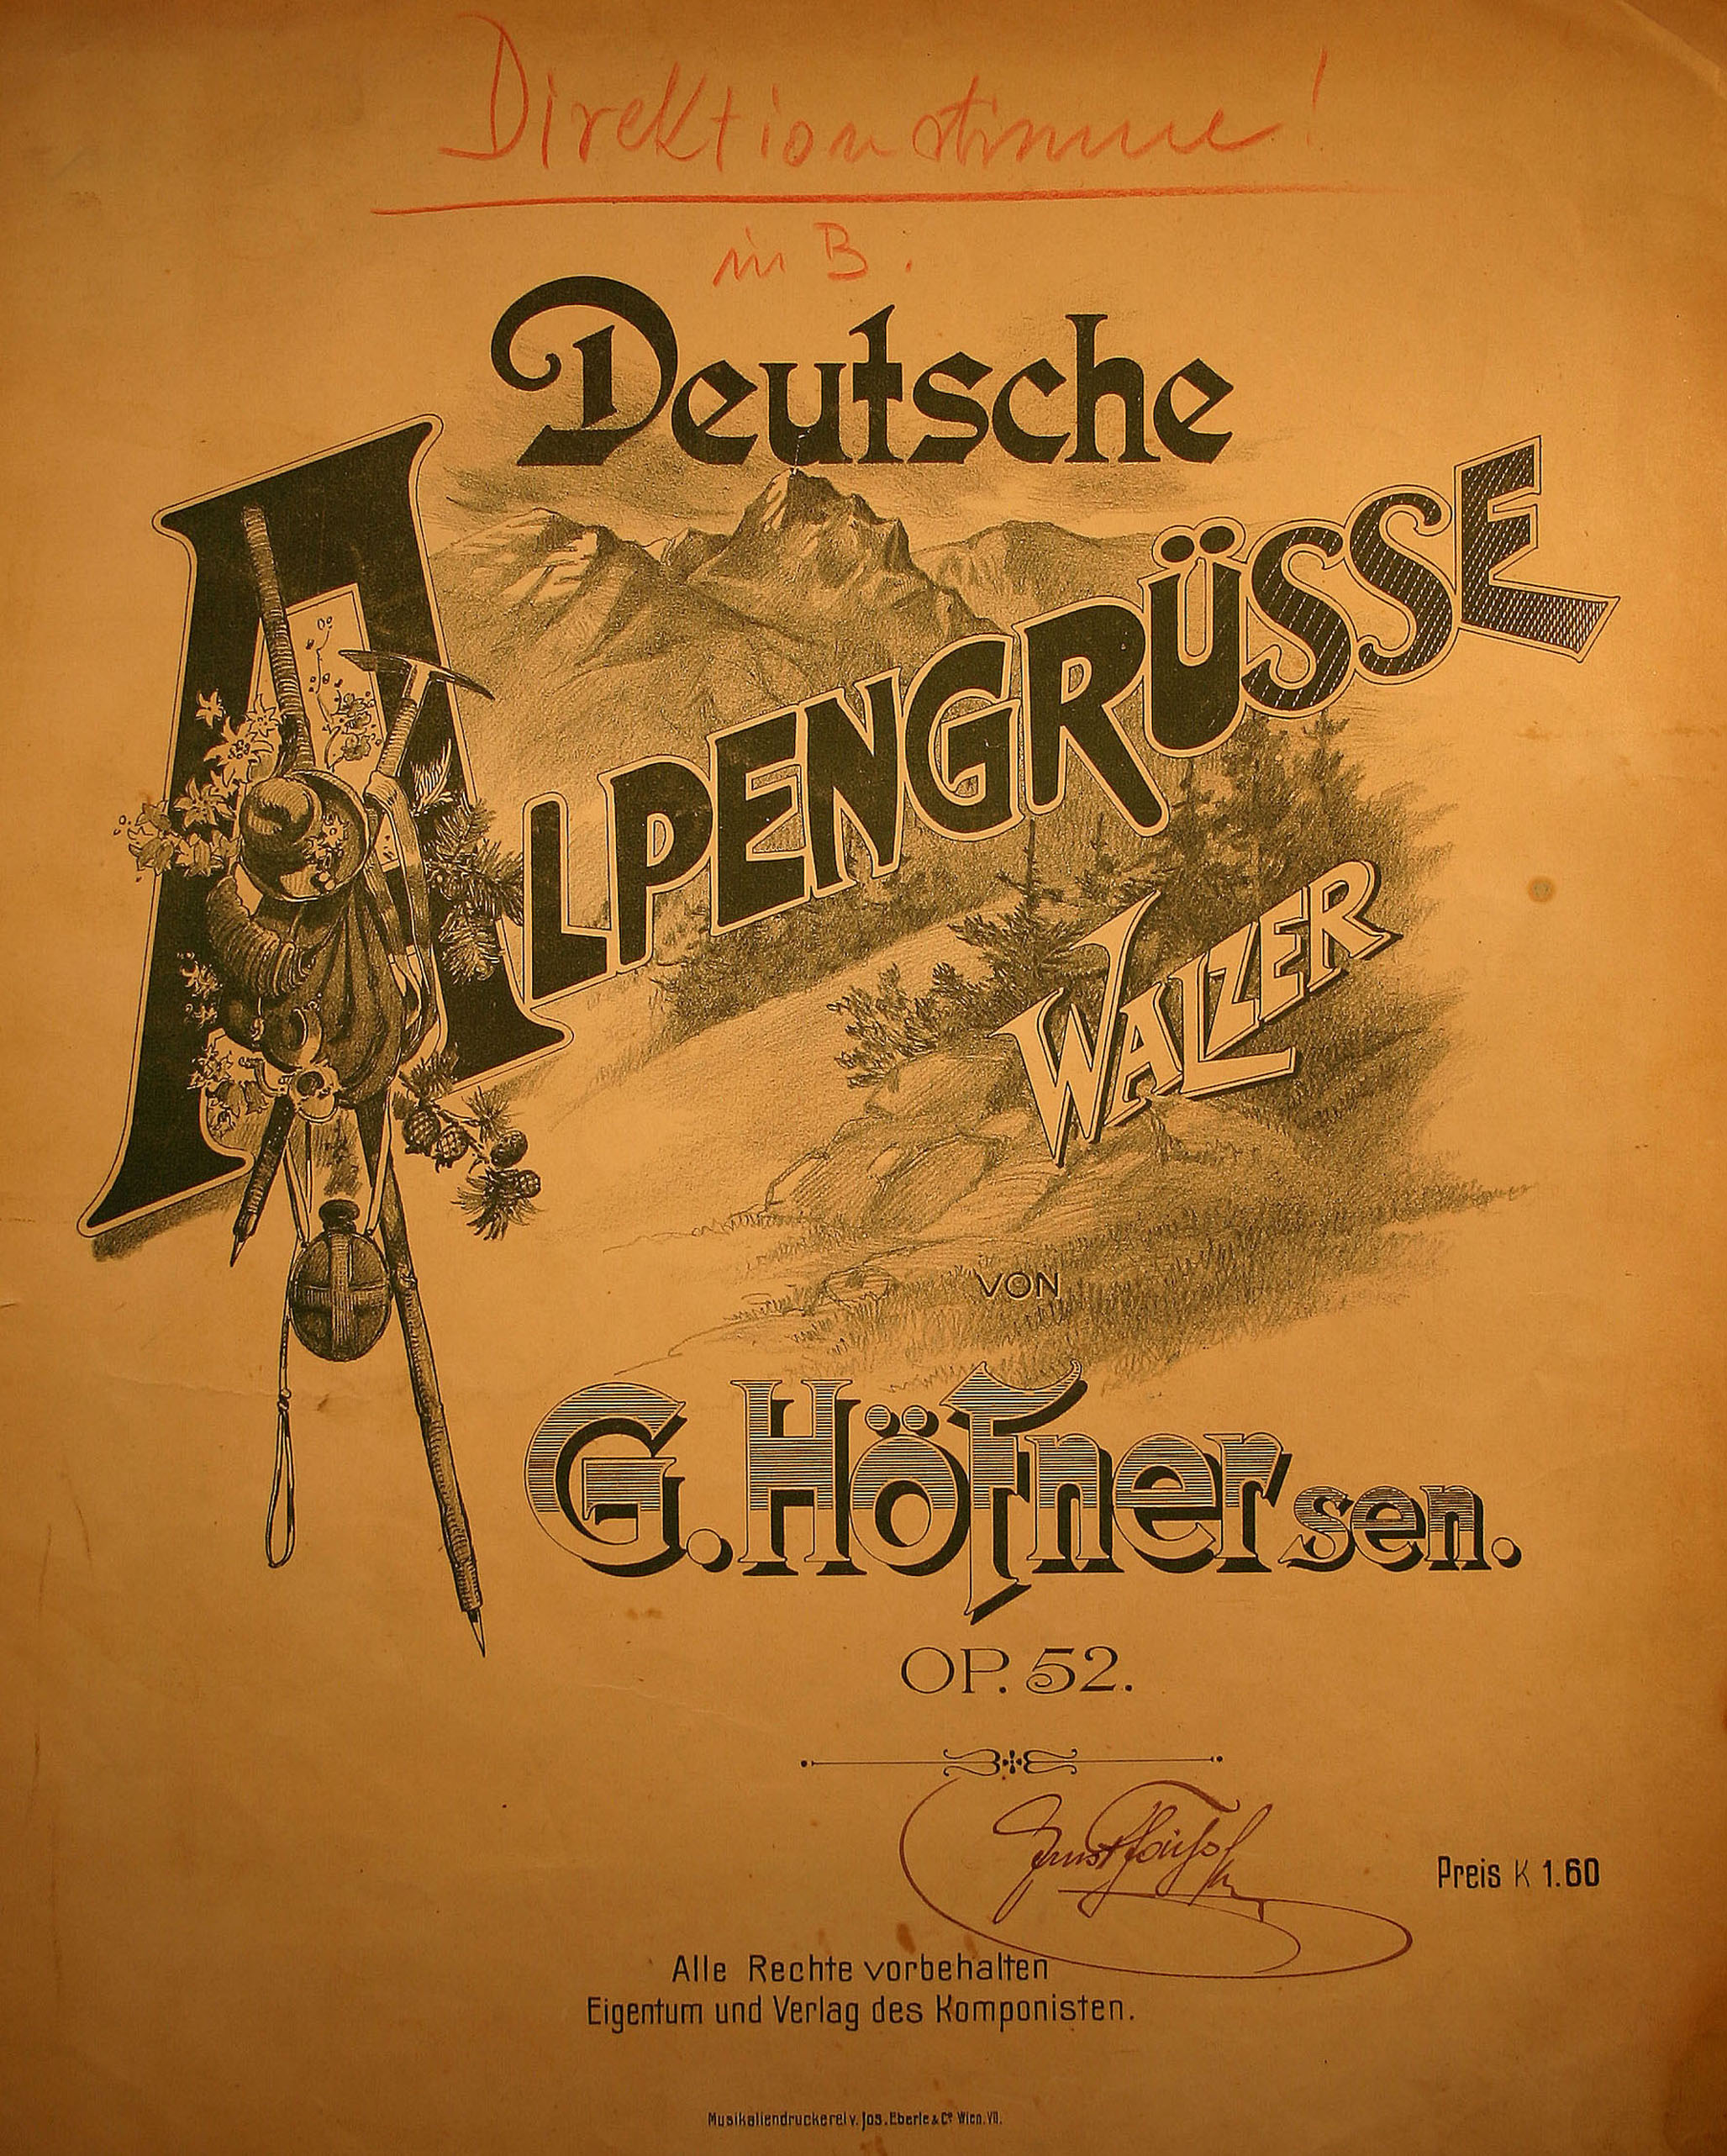 Direktionstimme!
in B.
Deutsche
ALPENGRÜSSE
WALZER
VON
G. Höfner sen.
OP. 52.
Ernst
Preis K 1.60
Alle Rechte vorbehalten
Eigentum und Verlag des Komponisten.
Musikaliendruckerei v. Jos. Eberle & Co Wien. VII.